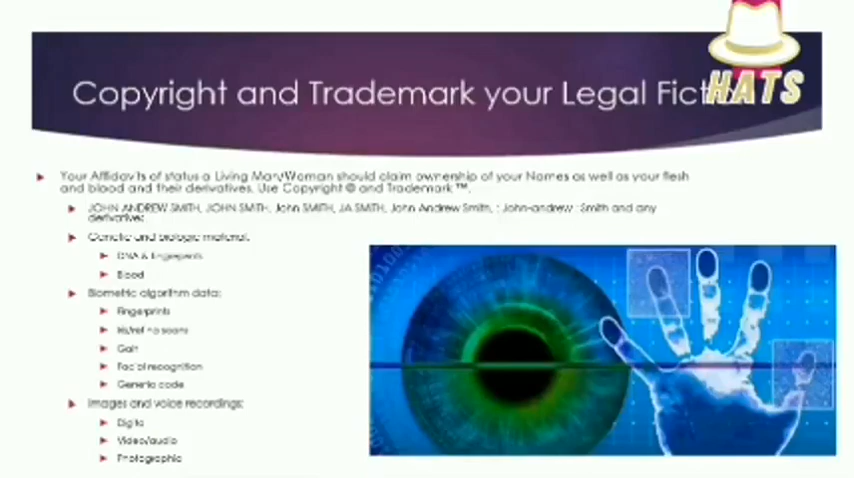 HATS
Copyright and Trademark your Legal Fict
Your Affidavits of status a Living Man/Woman should claim ownership of your Names as well as your flesh
and blood and their derivatives. Use Copyright © and Trademark ™.
JOHN ANDREW SMITH, JOHN SMITH, John SMITH, JA SMITH, John Andrew Smith, : John-andrew : Smith and any
derivatives
Genetic and biologic material:
DNA & Fingerprints
Blood
Biometric algorithm data:
Fingerprints
Iris/retina scans
Gait
Facial recognition
Genetic code
Images and voice recordings:
Digital
Video/audio
Photographic